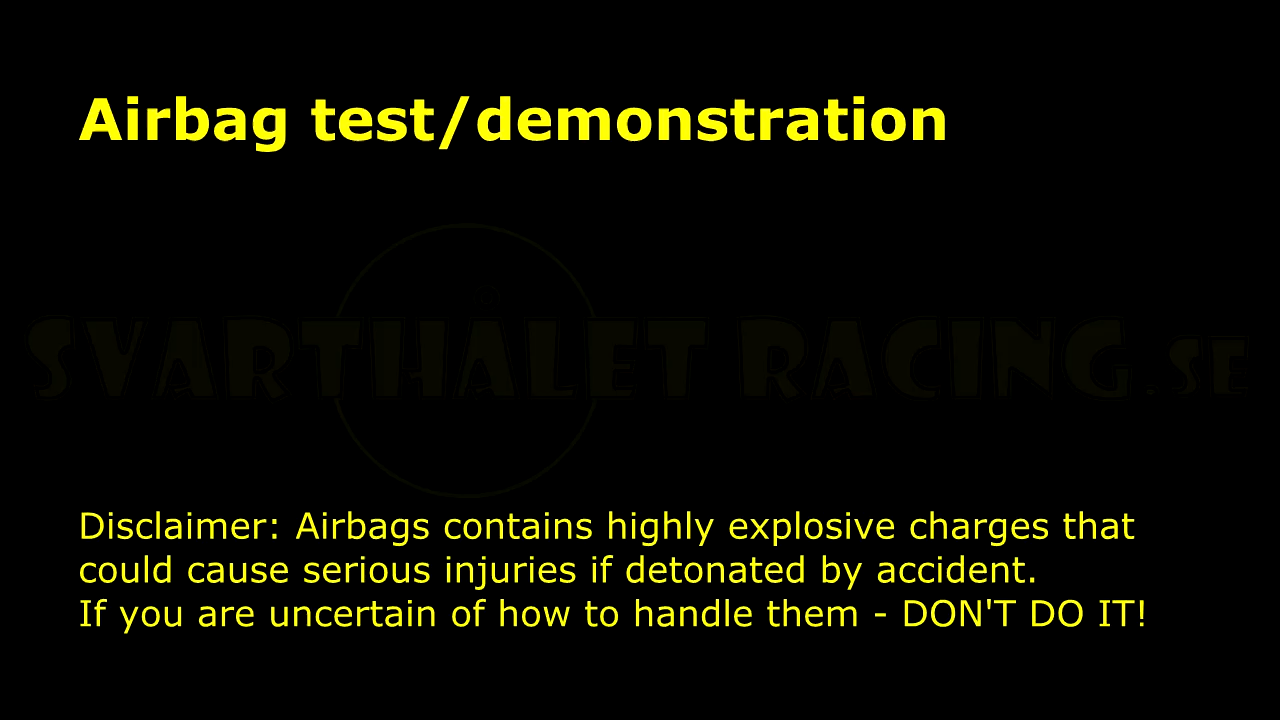 Airbag test/demonstration
SVARTHÅLET RACING.SE
Disclaimer: Airbags contains highly explosive charges that
could cause serious injuries if detonated by accident.
If you are uncertain of how to handle them - DON'T DO IT!